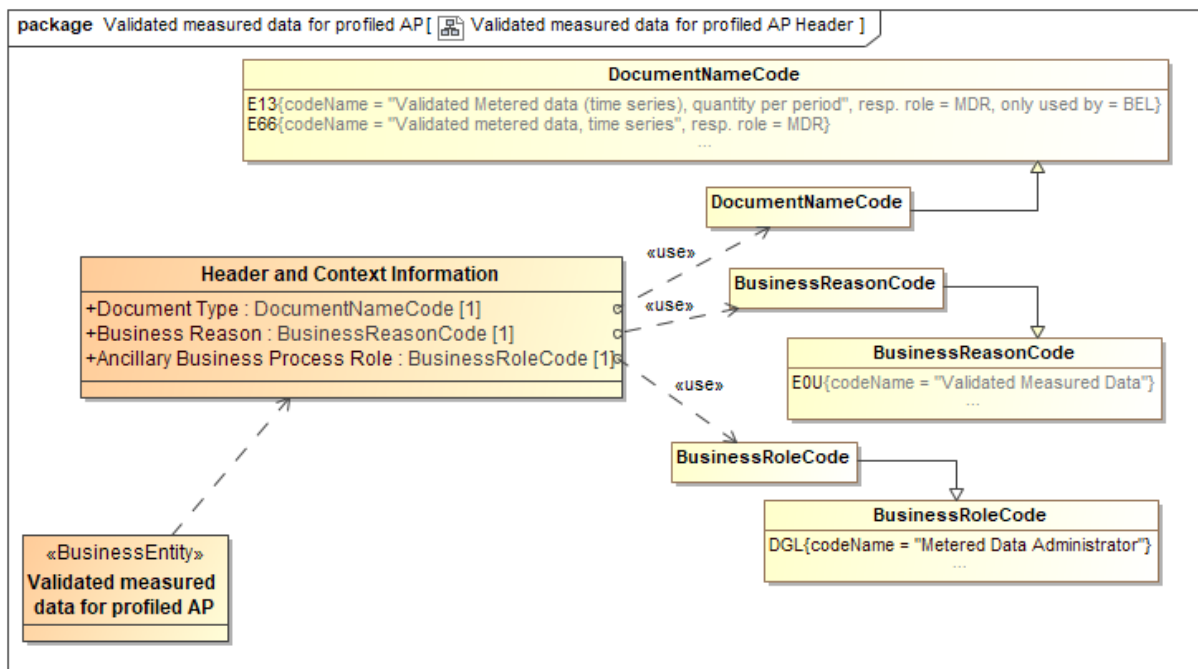 package Validated measured data for profiled AP[ Validated measured data for profiled AP Header ]
DocumentNameCode
E13{codeName = "Validated Metered data (time series), quantity per period", resp. role = MDR, only used by = BEL}
E66{codeName = "Validated metered data, time series", resp. role = MDR}
...
DocumentNameCode
«use»
Header and Context Information
+Document Type : DocumentNameCode [1]
+Business Reason : BusinessReasonCode [1]
+Ancillary Business Process Role : BusinessRoleCode [1]
«use»
BusinessReasonCode
BusinessReasonCode
E0U{codeName = "Validated Measured Data"}
...
«use»
BusinessRoleCode
BusinessRoleCode
DGL{codeName = "Metered Data Administrator"}
...
«BusinessEntity»
Validated measured
data for profiled AP